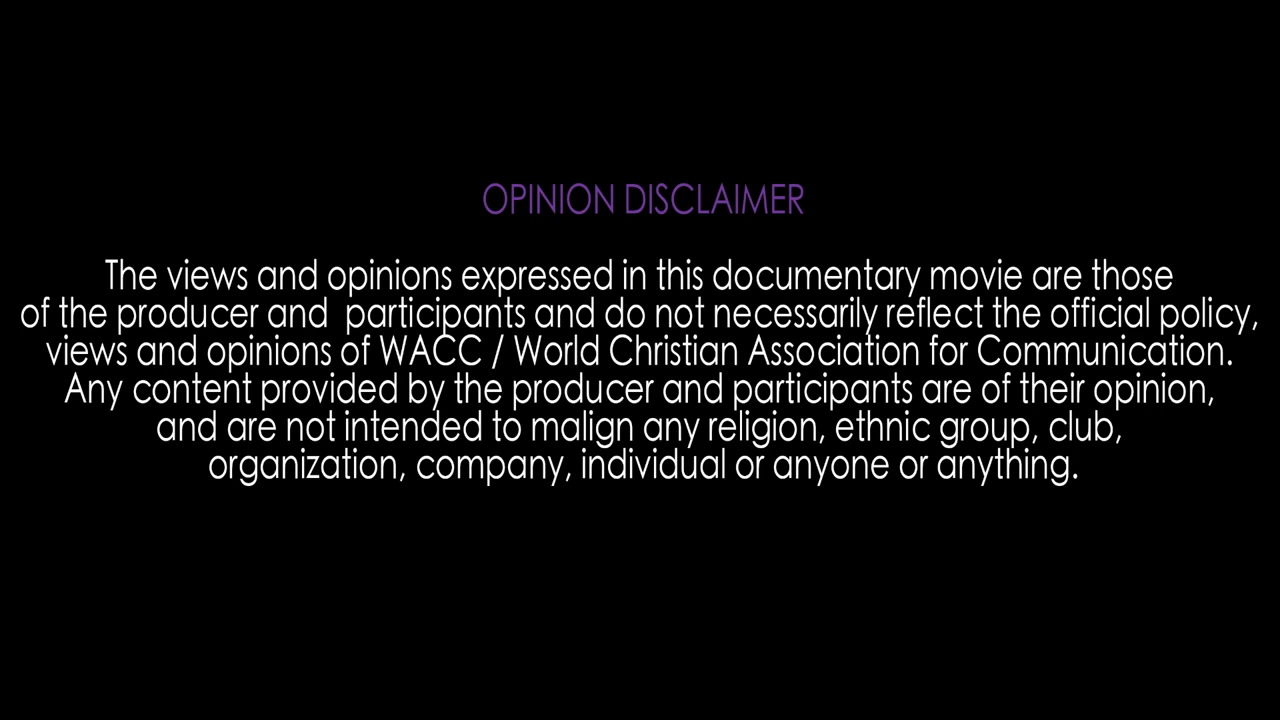 OPINION DISCLAIMER
The views and opinions expressed in this documentary movie are those
of the producer and  participants and do not necessarily reflect the official policy,
views and opinions of WACC / World Christian Association for Communication.
Any content provided by the producer and participants are of their opinion,
and are not intended to malign any religion, ethnic group, club,
organization, company, individual or anyone or anything.